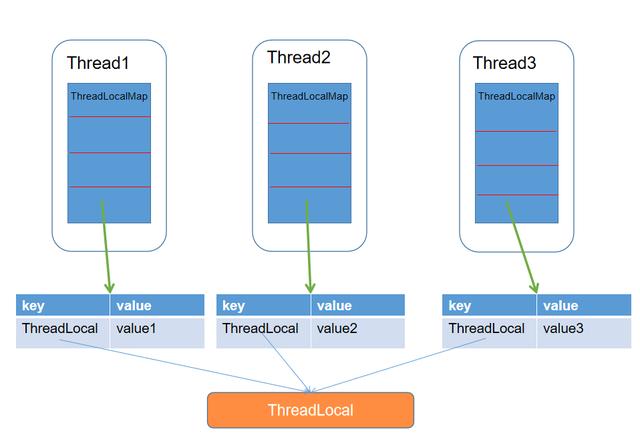 Thread1
Thread2
Thread3
ThreadLocalMap
ThreadLocalMap
ThreadLocalMap
key value
ThreadLocal value1
key value
ThreadLocal value2
key value
ThreadLocal value3
ThreadLocal